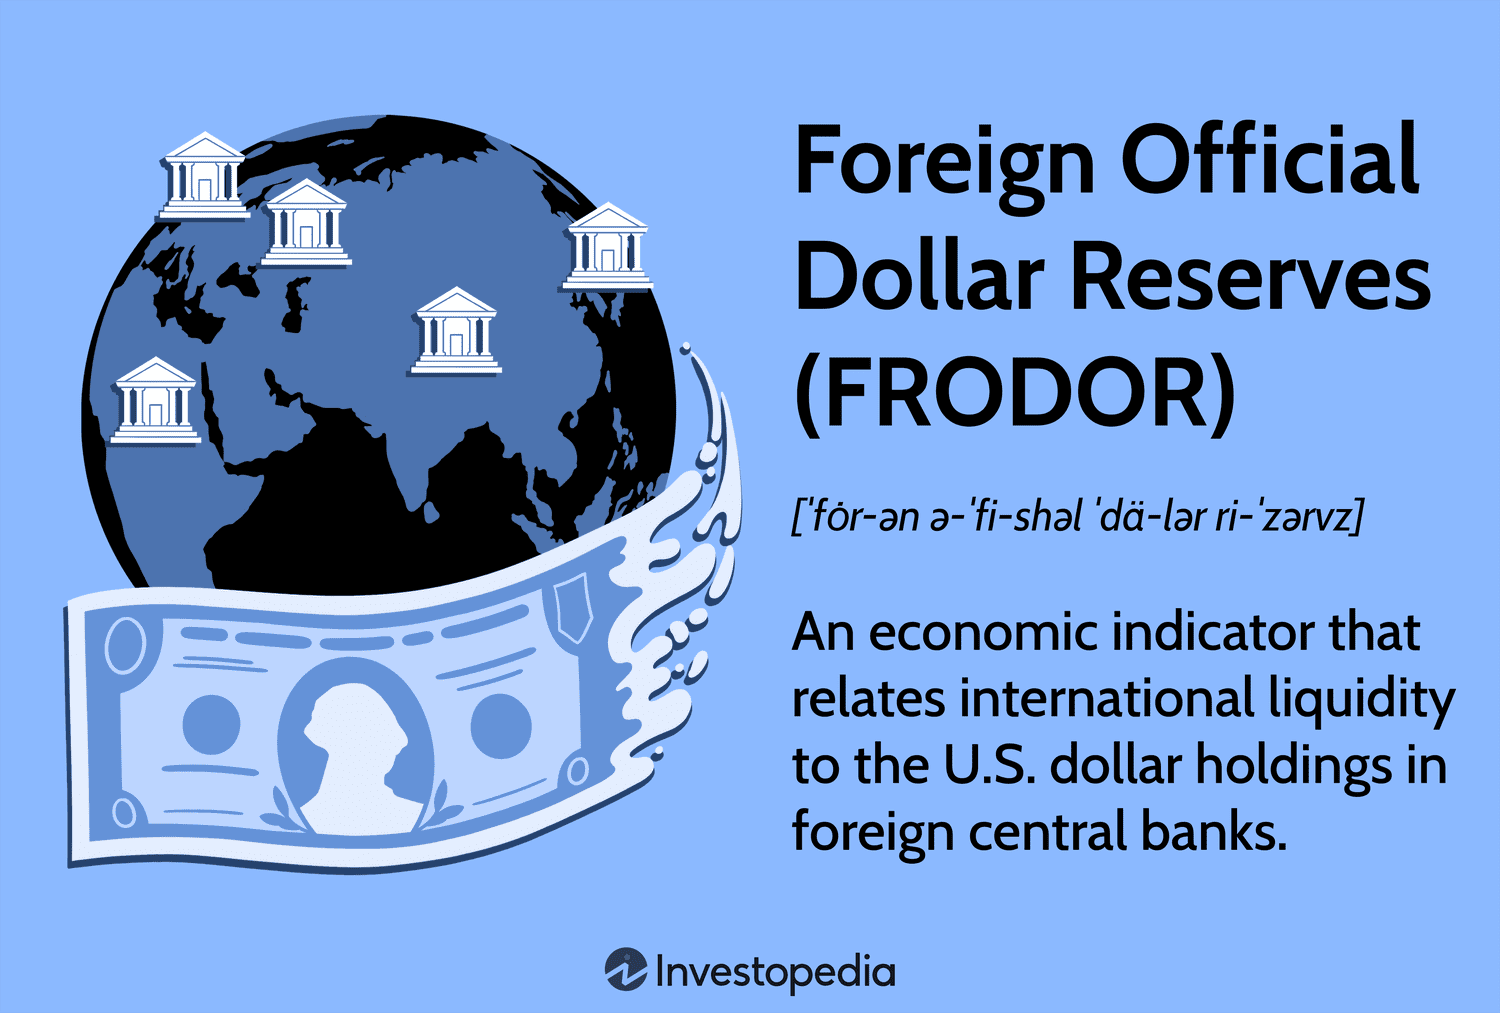 Foreign Official
Dollar Reserves
(FRODOR)
[ˈfȯr-ən ə-ˈfi-shəl ˈdä-lər ri-ˈzərvz]
An economic indicator that
relates international liquidity
to the U.S. dollar holdings in
foreign central banks.
Investopedia